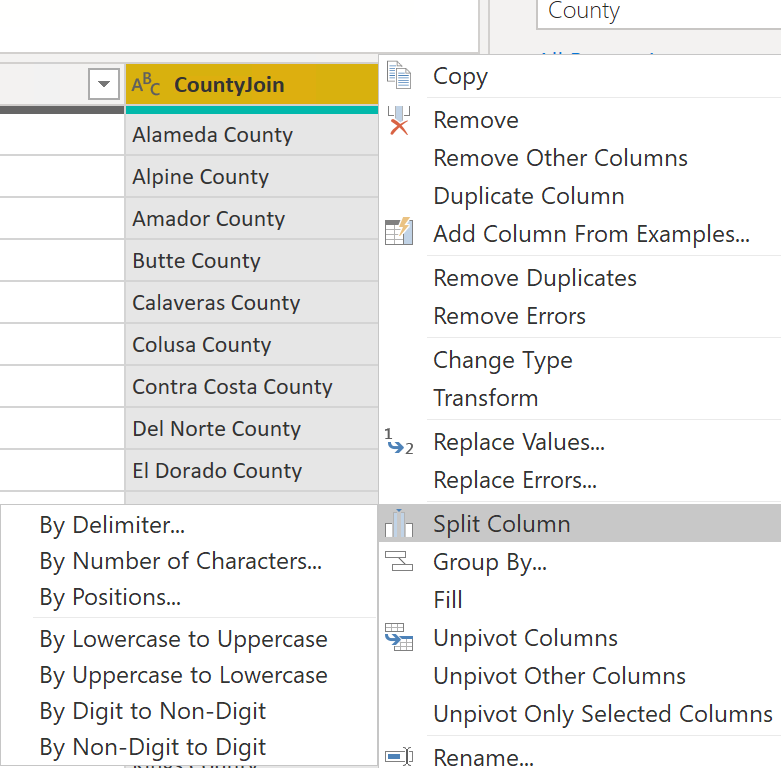 County
ABC CountyJoin
Alameda County
Alpine County
Amador County
Butte County
Calaveras County
Colusa County
Contra Costa County
Del Norte County
El Dorado County
Copy
Remove
Remove Other Columns
Duplicate Column
Add Column From Examples...
Remove Duplicates
Remove Errors
Change Type
Transform
1 2 Replace Values...
Replace Errors...
Split Column
Group By...
Fill
Unpivot Columns
Unpivot Other Columns
Unpivot Only Selected Columns
Rename...
By Delimiter...
By Number of Characters...
By Positions...
By Lowercase to Uppercase
By Uppercase to Lowercase
By Digit to Non-Digit
By Non-Digit to Digit